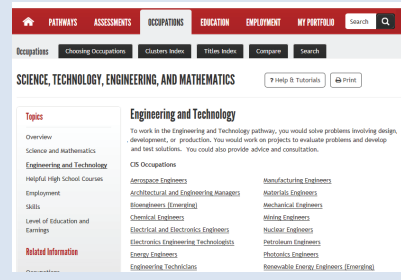 PATHWAYS ASSESSMENTS OCCUPATIONS EDUCATION EMPLOYMENT MY PORTFOLIO Search
Occupations Choosing Occupations Clusters Index Titles Index Compare Search
SCIENCE, TECHNOLOGY, ENGINEERING, AND MATHEMATICS ? Help & Tutorials Print
Topics
Overview
Science and Mathematics
Engineering and Technology
Helpful High School Courses
Employment
Skills
Level of Education and
Earnings
Related Information
Occupations
Engineering and Technology
To work in the Engineering and Technology pathway, you would solve problems involving design,
development, or production. You would work on projects to evaluate problems and develop
and test solutions. You could also provide advice and consultation.
CIS Occupations
Aerospace Engineers
Architectural and Engineering Managers
Bioengineers (Emerging)
Chemical Engineers
Electrical and Electronics Engineers
Electronics Engineering Technologists
Energy Engineers
Engineering Technicians
Manufacturing Engineers
Materials Engineers
Mechanical Engineers
Mining Engineers
Nuclear Engineers
Petroleum Engineers
Photonics Engineers
Renewable Energy Engineers (Emerging)